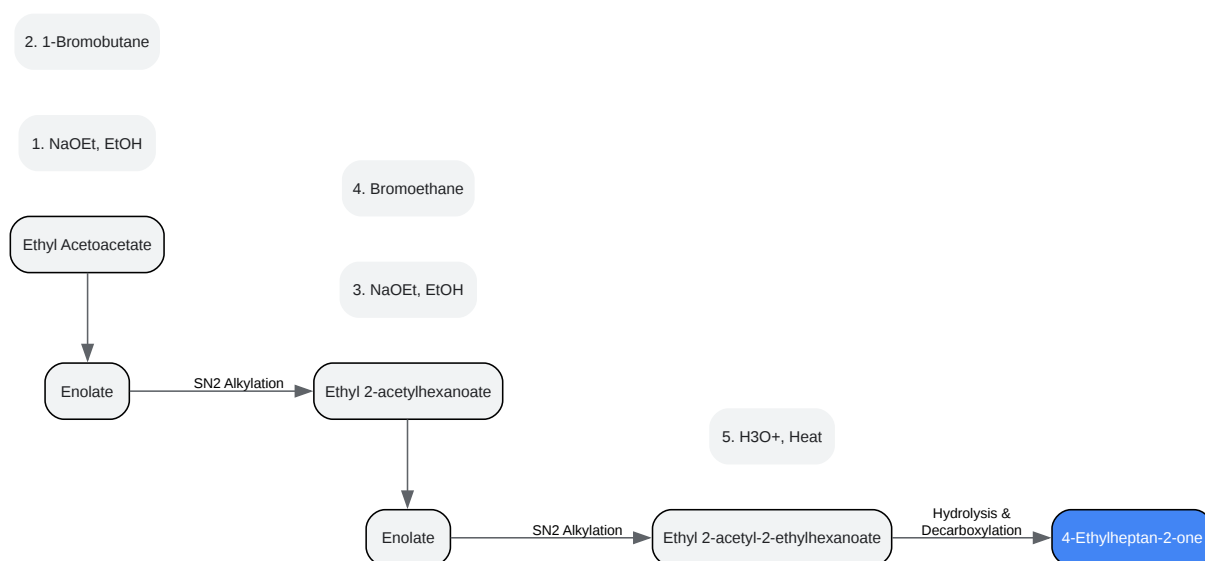 2. 1-Bromobutane
1. NaOEt, EtOH
4. Bromoethane
Ethyl Acetoacetate
3. NaOEt, EtOH
SN2 Alkylation
Enolate
Ethyl 2-acetylhexanoate
5. H3O+, Heat
Hydrolysis &
Decarboxylation
SN2 Alkylation
Enolate
Ethyl 2-acetyl-2-ethylhexanoate
4-Ethylheptan-2-one